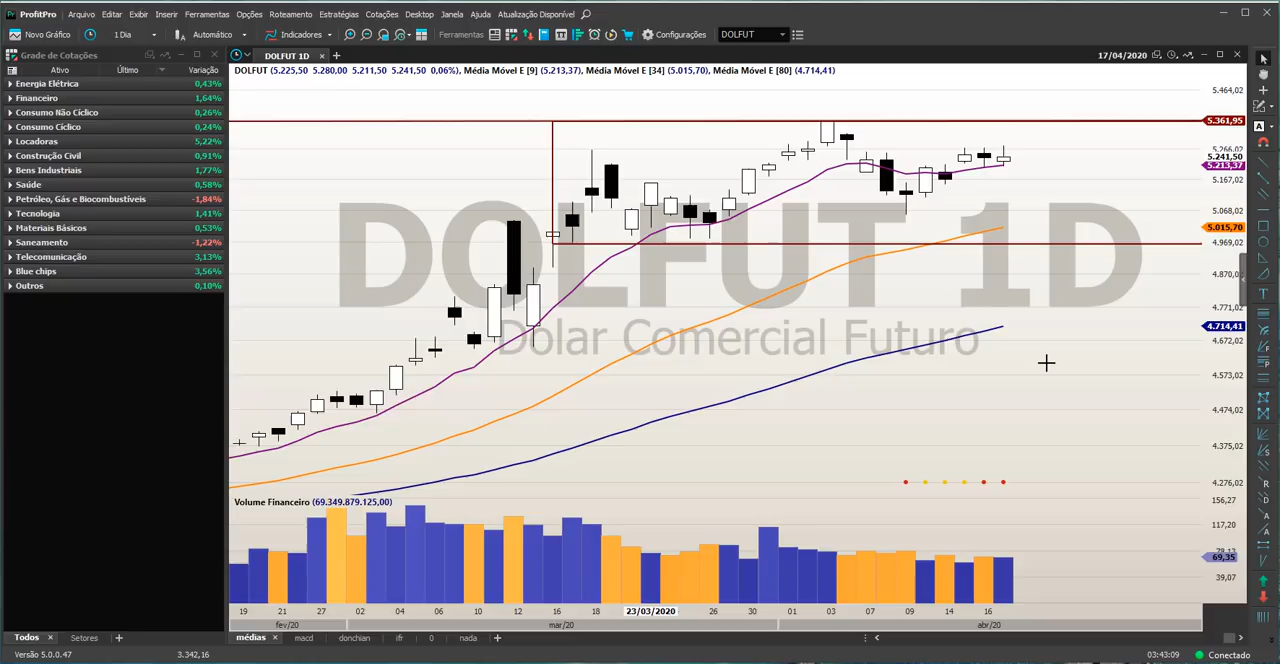 ProfitPro Arquivo Editar Exibir Inserir Ferramentas Opções Roteamento Estratégias Cotações Desktop Janela Ajuda Atualização Disponível
Novo Gráfico 1 Dia Automático Indicadores Ferramentas Configurações DOLFUT
Grade de Cotações
Ativo Último Variação
Energia Elétrica 0,43%
Financeiro 1,64%
Consumo Não Cíclico 0,26%
Consumo Cíclico 0,24%
Locadoras 5,22%
Construção Civil 0,91%
Bens Industriais 1,77%
Saúde 0,58%
Petróleo, Gás e Biocombustíveis -1,84%
Tecnologia 1,41%
Materiais Básicos 0,53%
Saneamento -1,22%
Telecomunicação 3,13%
Blue chips 3,56%
Outros 0,10%
DOLFUT 1D 17/04/2020
DOLFUT (5.225,50 5.280,00 5.211,50 5.241,50 0,06%), Média Móvel E [9] (5.213,37), Média Móvel E [34] (5.015,70), Média Móvel E [80] (4.714,41)
DOLFUT 1D
Dolar Comercial Futuro
5.464,02
5.361,95
5.266,02
5.241,50
5.213,37
5.167,02
5.068,02
5.015,70
4.969,02
4.870,02
4.771,02
4.714,41
4.672,02
4.573,02
4.474,02
4.375,02
4.276,02
Volume Financeiro (69.349.879.125,00)
156,27
117,20
69,35
39,07
19 21 27 02 04 06 10 12 16 18 23/03/2020 26 30 01 03 07 09 14 16
fev/20 mar/20 abr/20
Todos Setores médias macd donchian ifr 0 nada
Versão 5.0.0.47 3.342,16 03:43:09 Conectado